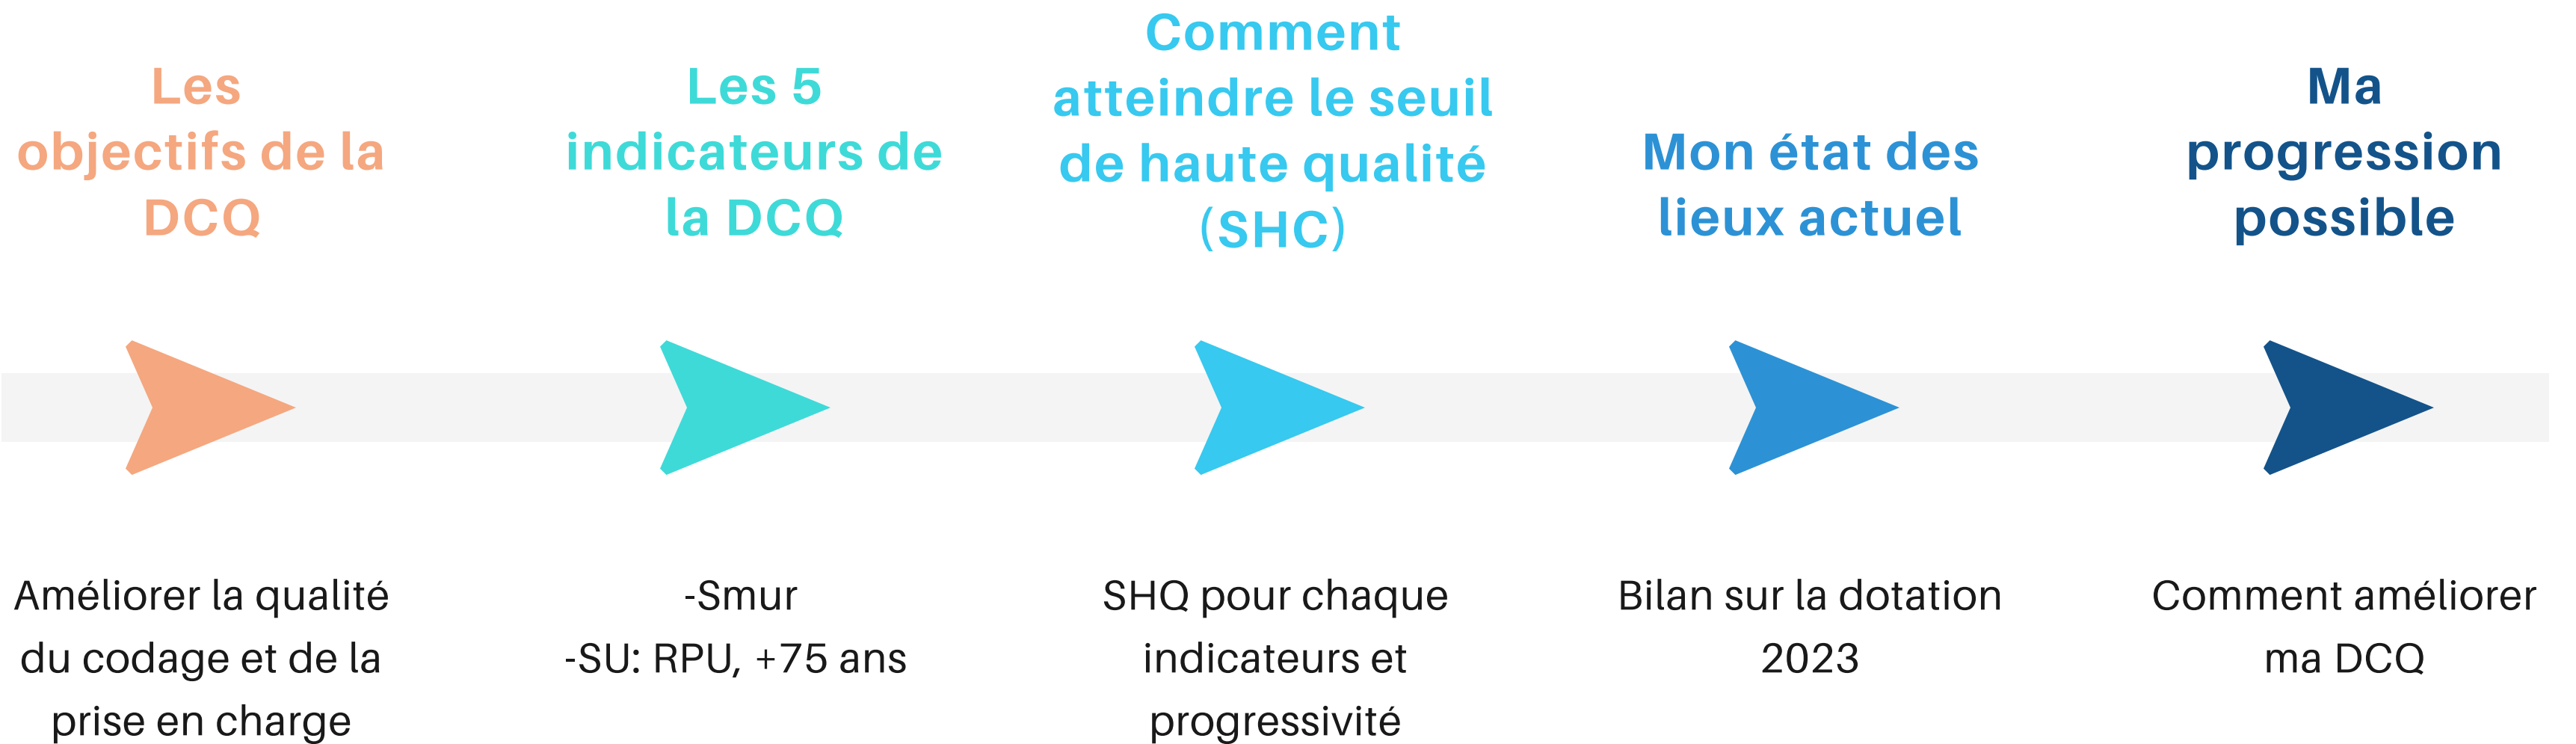 Les
objectifs de la
DCQ
Les 5
indicateurs de
la DCQ
Comment
atteindre le seuil
de haute qualité
(SHC)
Mon état des
lieux actuel
Ma
progression
possible
Améliorer la qualité
du codage et de la
prise en charge
-Smur
-SU: RPU, +75 ans
SHQ pour chaque
indicateurs et
progressivité
Bilan sur la dotation
2023
Comment améliorer
ma DCQ